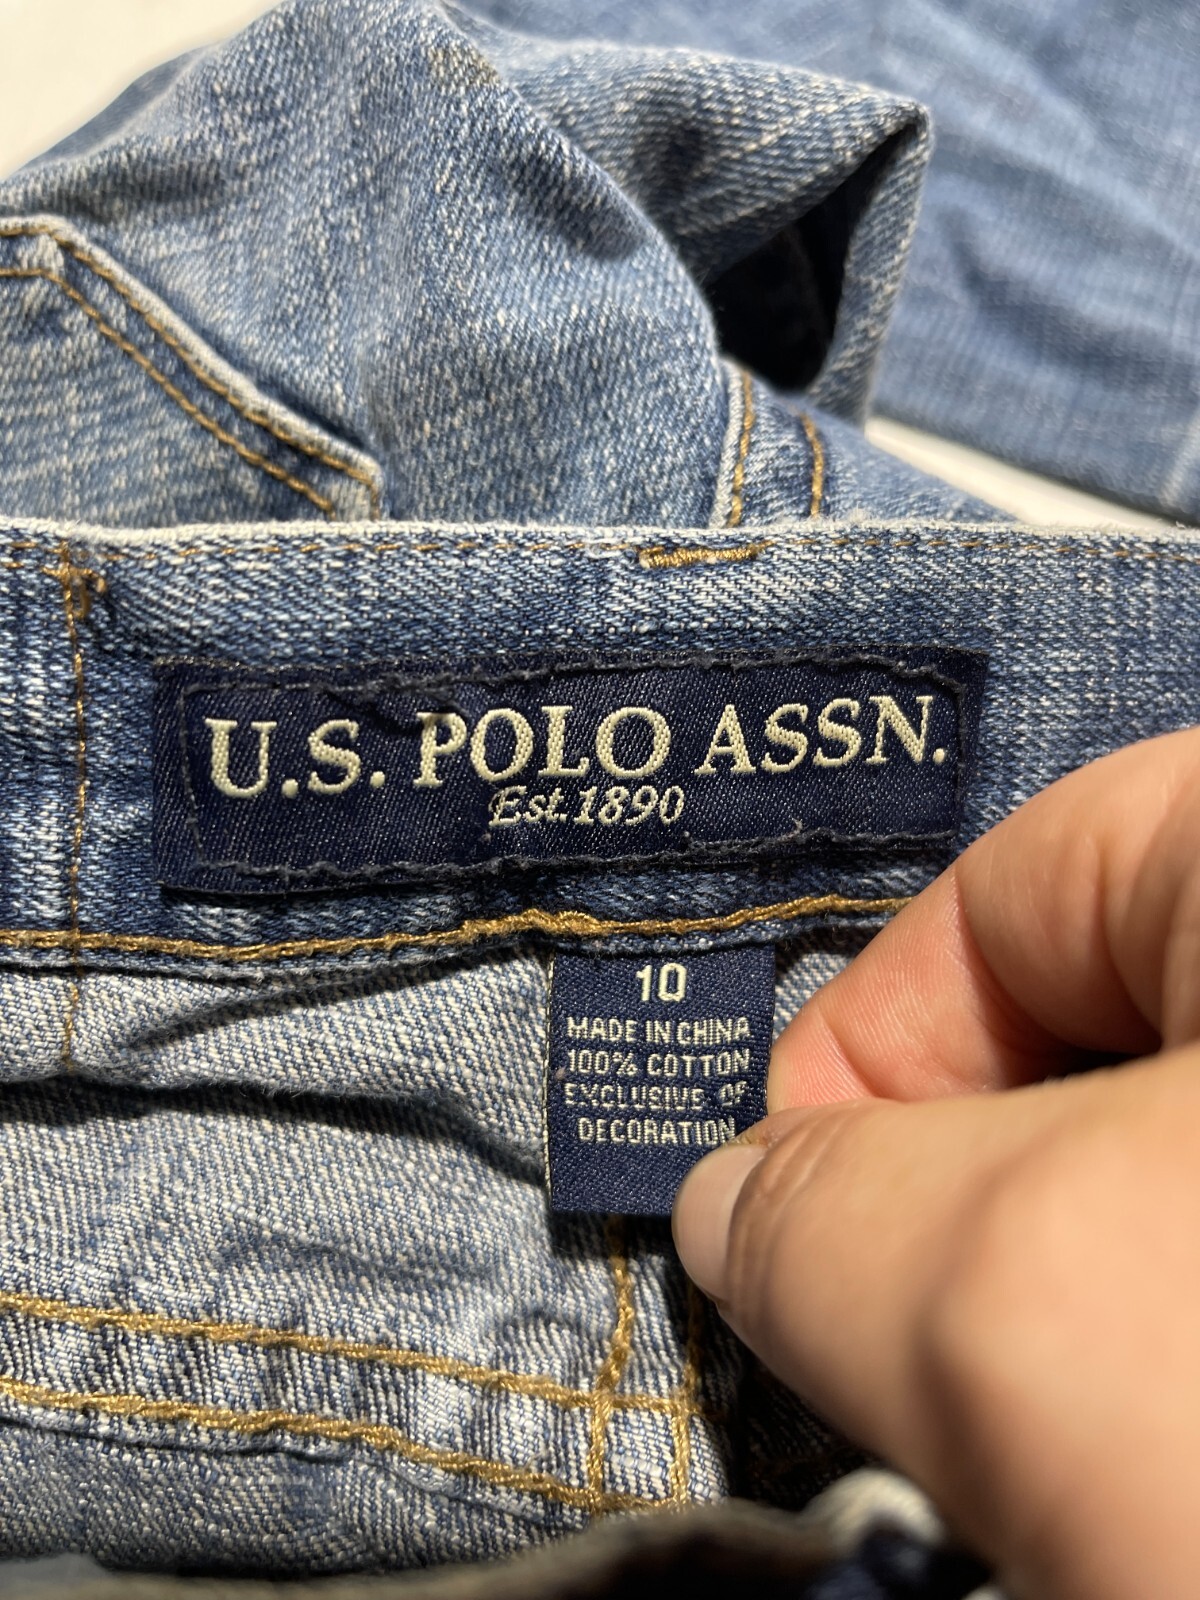 U.S. POLO ASSN.
Est. 1890
10
MADE IN CHINA
100% COTTON
EXCLUSIVE OF
DECORATION